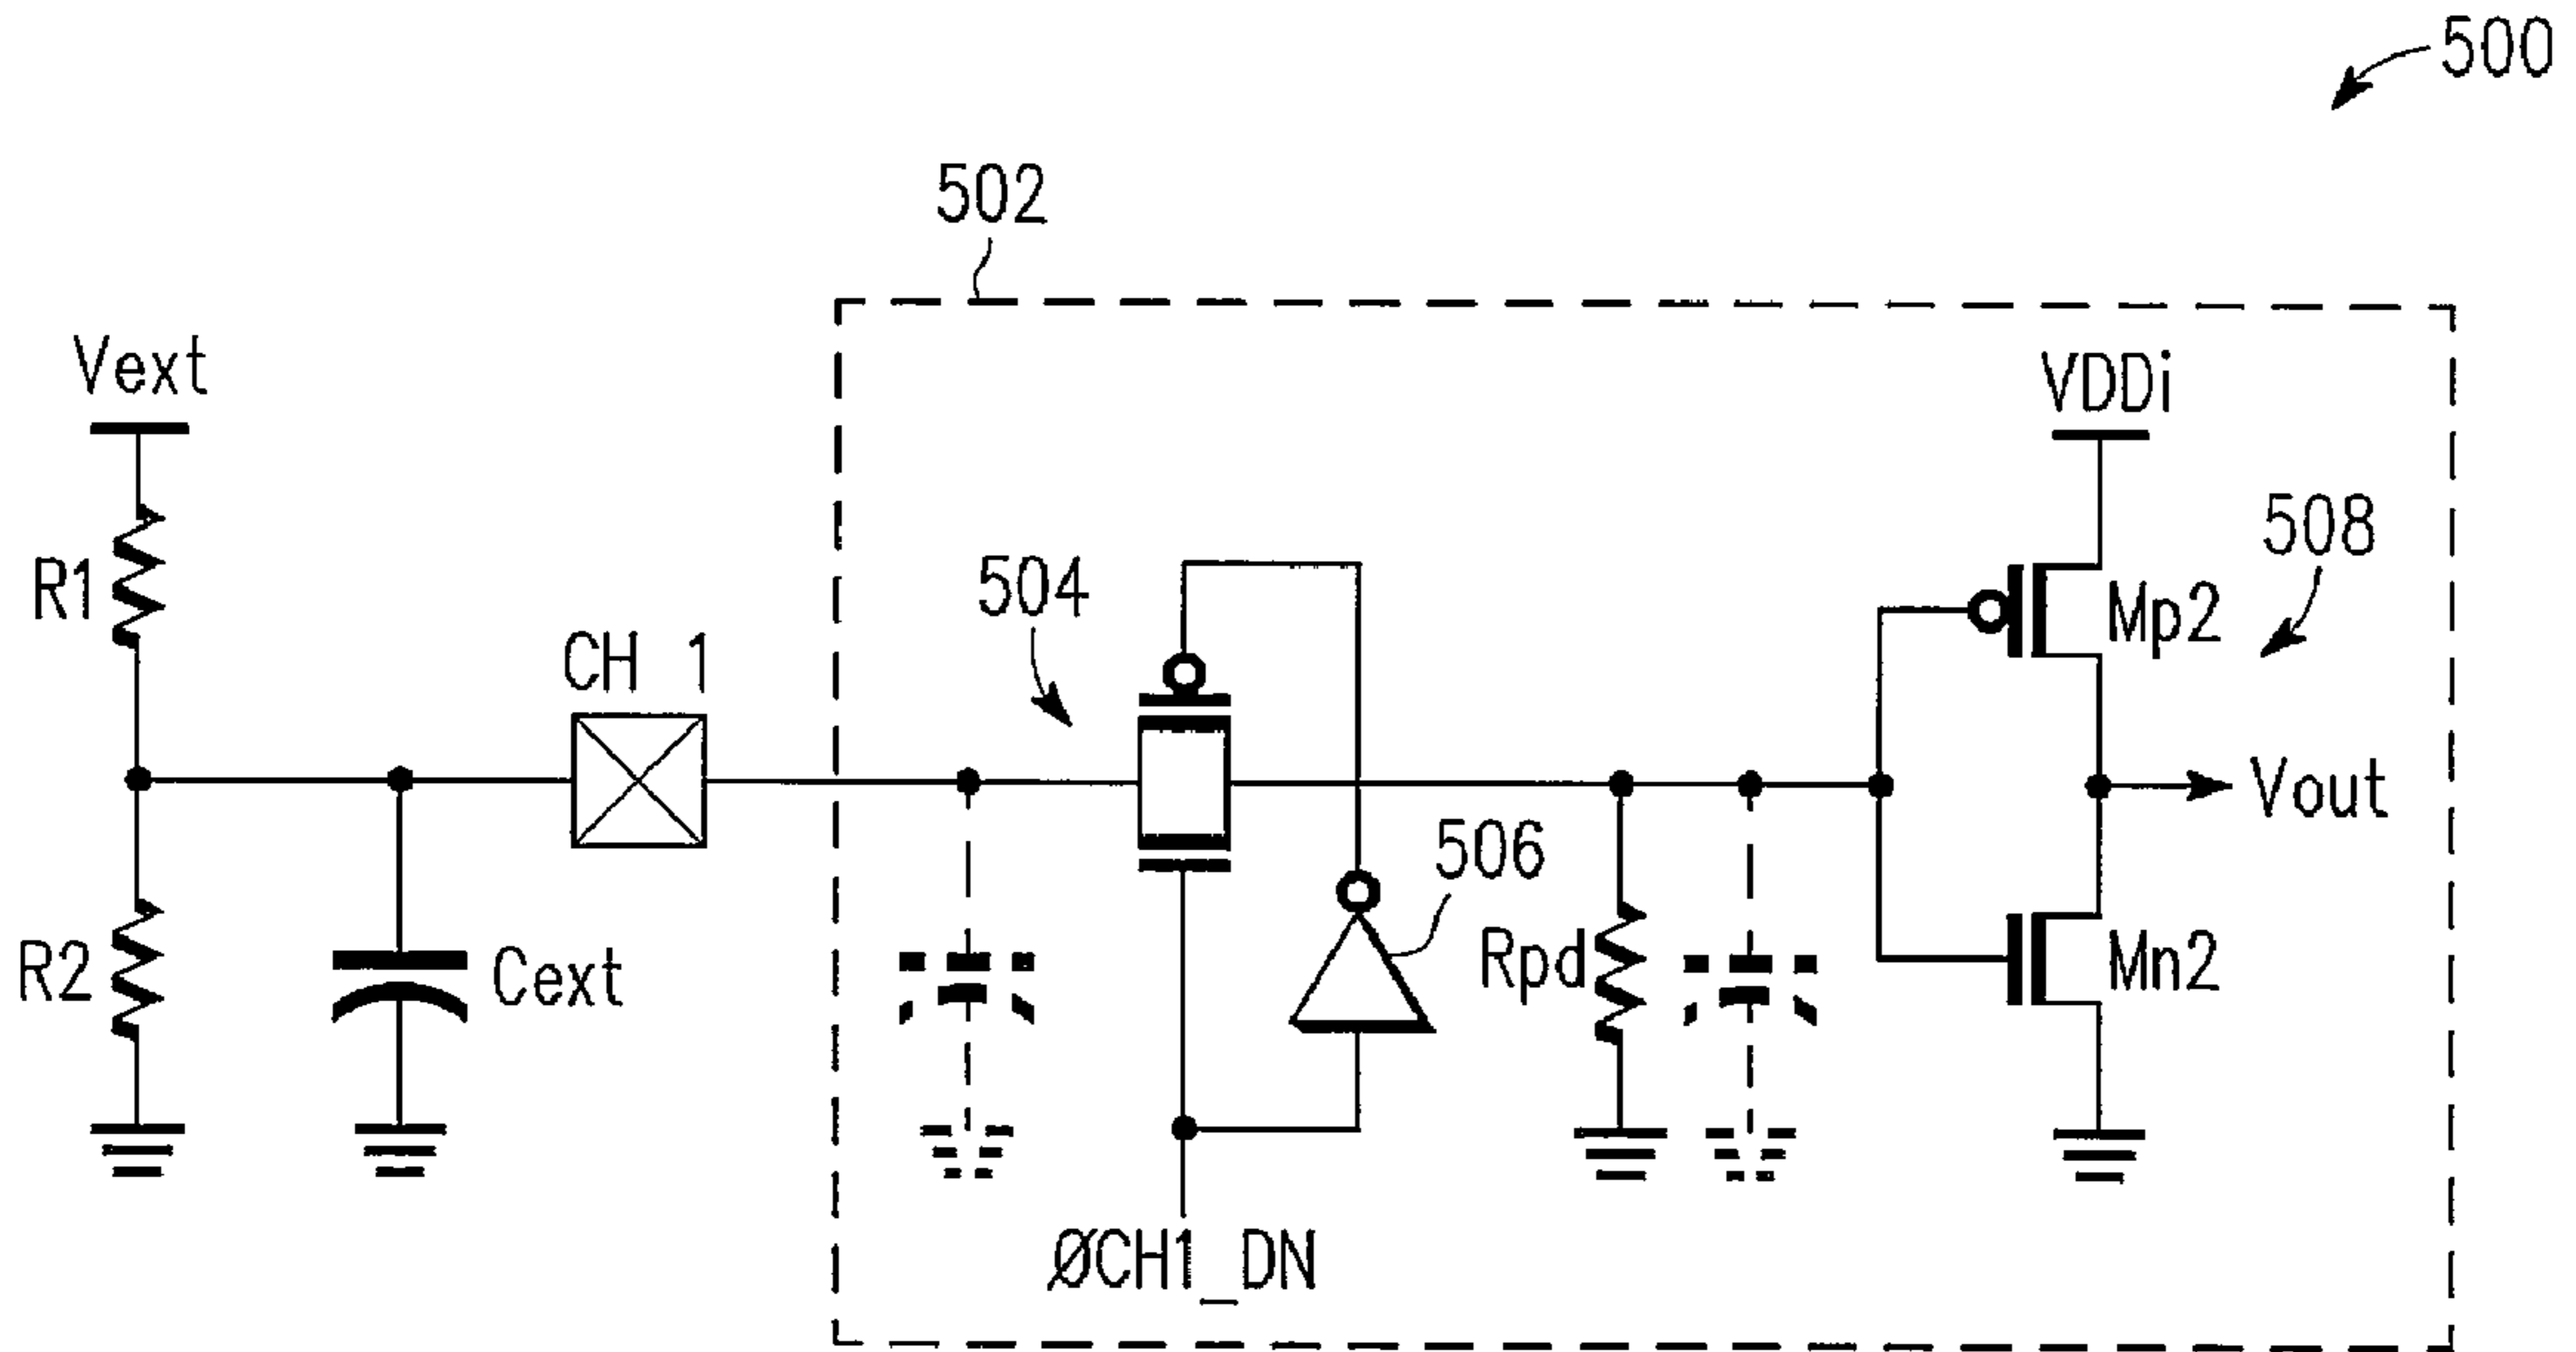 500
502
Vext
VDDi
508
504
R1
Mp2
CH 1
Vout
506
R2
Cext
Rpd
Mn2
ØCH1_DN